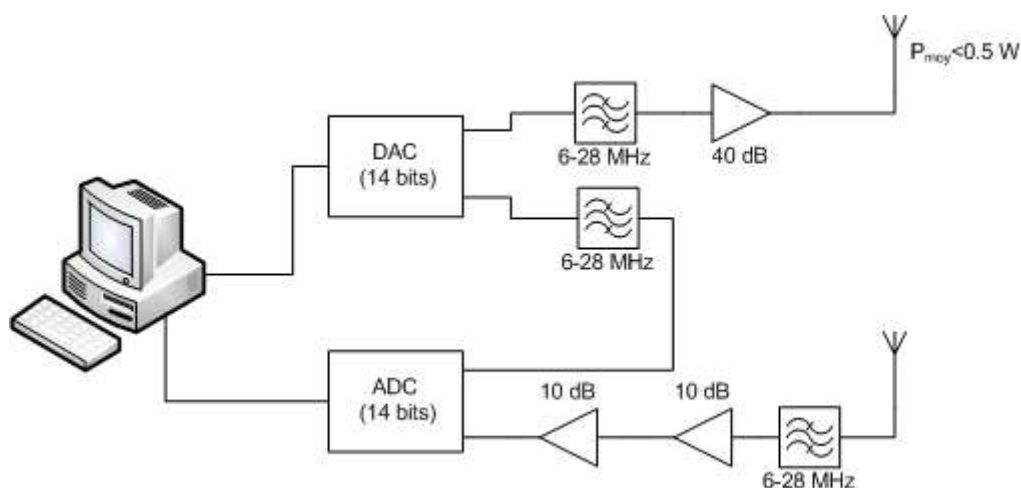 P_moy<0.5 W
DAC
(14 bits)
6-28 MHz
40 dB
6-28 MHz
ADC
(14 bits)
10 dB
10 dB
6-28 MHz